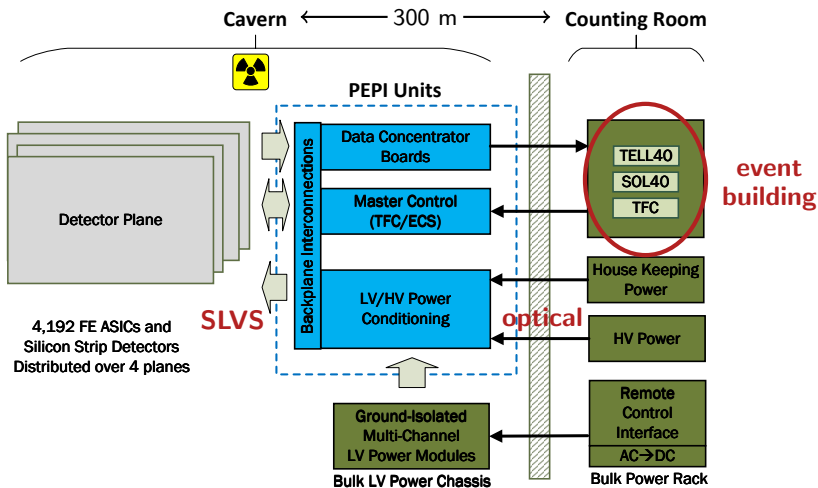 Cavern
300 m
Counting Room
PEPI Units
Detector Plane
4,192 FE ASICs and
Silicon Strip Detectors
Distributed over 4 planes
SLVS
Backplane Interconnections
Data Concentrator
Boards
Master Control
(TFC/ECS)
LV/HV Power
Conditioning
optical
TELL40
SOL40
TFC
event
building
House Keeping
Power
HV Power
Ground-Isolated
Multi-Channel
LV Power Modules
Bulk LV Power Chassis
Remote
Control
Interface
AC→DC
Bulk Power Rack